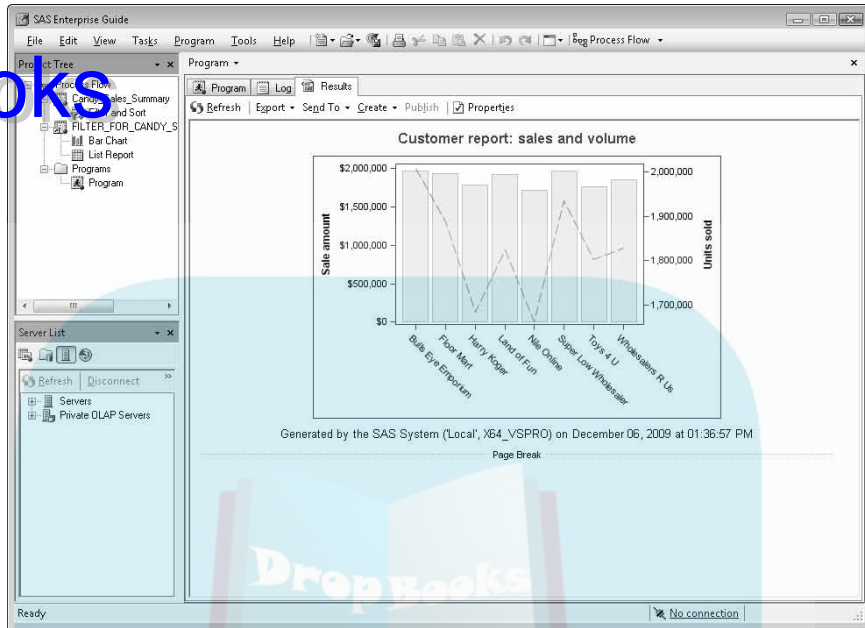 SAS Enterprise Guide
File Edit View Tasks Program Tools Help Process Flow
Project Tree
Program
oks
Process Flow
Candy_Sales_Summary
and Sort
FILTER_FOR_CANDY_S
Bar Chart
List Report
Programs
Program
Program Log Results
Refresh Export Send To Create Publish Properties
Customer report: sales and volume
Sale amount
$2,000,000
$1,500,000
$1,000,000
$500,000
$0
2,000,000
1,900,000
1,800,000
1,700,000
Units sold
Bulls Eye Emporium
Floor Mart
Harry Koger
Land of Fun
Nile Online
Super Low Wholesaler
Toys 4 U
Wholesalers R Us
Generated by the SAS System ('Local', X64_VSPRO) on December 06, 2009 at 01:36:57 PM
Page Break
Server List
Refresh Disconnect »
Servers
Private OLAP Servers
DropBooks
Ready
No connection